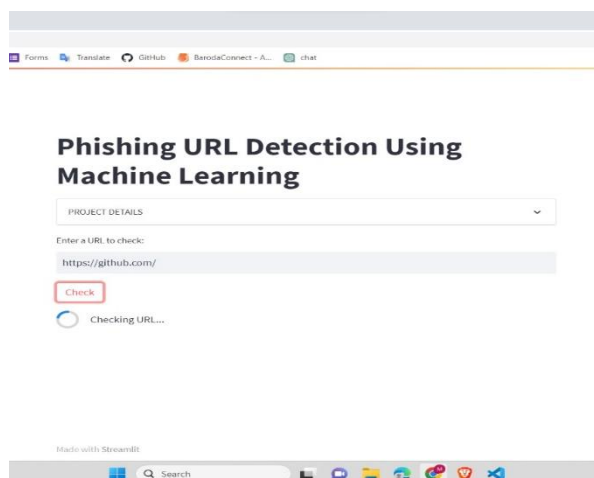 Forms Translate GitHub BarodaConnect - A... chat
Phishing URL Detection Using
Machine Learning
PROJECT DETAILS
Enter a URL to check:
https://github.com/
Check
Checking URL...
Made with Streamlit
Search